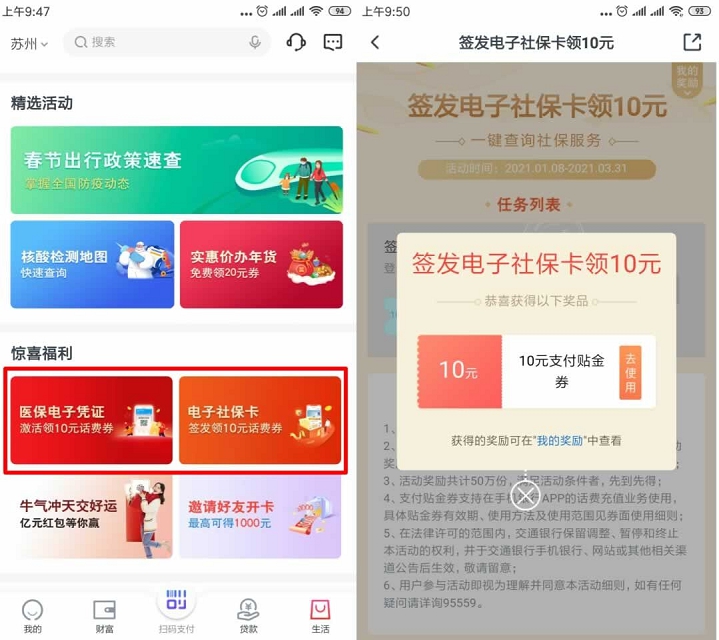 上午9:47
94
苏州
搜索
精选活动
春节出行政策速查
掌握全国防疫动态
核酸检测地图
快速查询
实惠价办年货
免费领20元券
惊喜福利
医保电子凭证
激活领10元话费券
电子社保卡
签发领10元话费券
牛气冲天交好运
亿元红包等你赢
邀请好友开卡
最高可得1000元
我的
财富
扫码支付
贷款
生活
上午9:50
93
签发电子社保卡领10元
我的
奖励
签发电子社保卡领10元
一键查询社保服务
活动时间：2021.01.08-2021.03.31
任务列表
签发电子社保卡领10元
恭喜获得以下奖品
10元
10元支付贴金
券
去使用
获得的奖励可在"我的奖励"中查看
1、
2、
3、活动奖励共计50万份，
活动条件者，先到先得；
4、支付贴金券支持在手机银行APP的话费充值业务使用，
具体贴金券有效期、使用方法及使用范围见券面使用细则；
5、在法律许可的范围内，交通银行保留调整、暂停和终止
本活动的权利，并于交通银行手机银行、网站或其他相关渠
道公告后生效，敬请留意；
6、用户参与活动即视为理解并同意本活动细则，如有任何
疑问请详询95559。